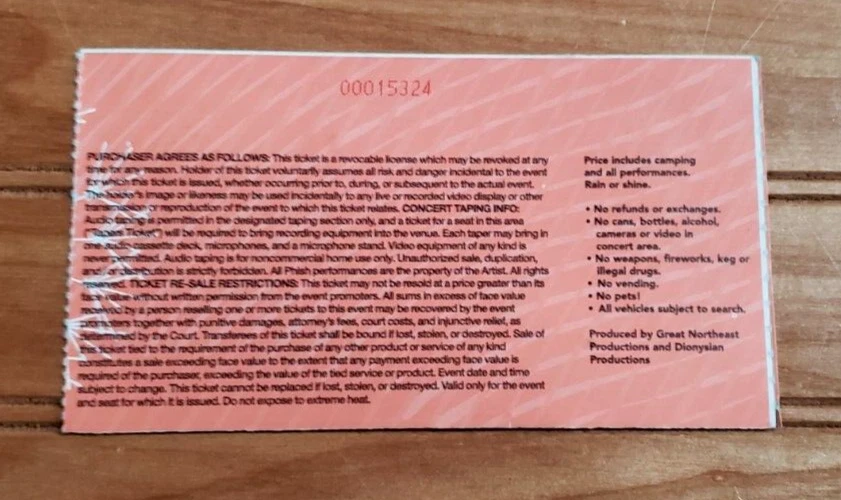 00015324
PURCHASER AGREES AS FOLLOWS: This ticket is a revocable license which may be revoked at any
time for any reason. Holder of this ticket voluntarily assumes all risk and danger incidental to the event
for which this ticket is issued, whether occurring prior to, during, or subsequent to the actual event.
The holder's image or likeness may be used incidentally to any live or recorded video display or other
transmission or reproduction of the event to which this ticket relates. CONCERT TAPING INFO:
Audio taping is permitted in the designated taping section only, and a ticket for a seat in this area
("Tapers Ticket") will be required to bring recording equipment into the venue. Each taper may bring in
one audio cassette deck, microphones, and a microphone stand. Video equipment of any kind is
never permitted. Audio taping is for noncommercial home use only. Unauthorized sale, duplication,
and/or distribution is strictly forbidden. All Phish performances are the property of the Artist. All rights
reserved. TICKET RE-SALE RESTRICTIONS: This ticket may not be resold at a price greater than its
face value without written permission from the event promoters. All sums in excess of face value
received by a person reselling one or more tickets to this event may be recovered by the event
promoters together with punitive damages, attorney's fees, court costs, and injunctive relief, as
determined by the Court. Transferees of this ticket shall be bound if lost, stolen, or destroyed. Sale of
this ticket tied to the requirement of the purchase of any other product or service of any kind
constitutes a sale exceeding face value to the extent that any payment exceeding face value is
required of the purchaser, exceeding the value of the tied service or product. Event date and time
subject to change. This ticket cannot be replaced if lost, stolen, or destroyed. Valid only for the event
and seat for which it is issued. Do not expose to extreme heat.
Price includes camping
and all performances.
Rain or shine.
• No refunds or exchanges.
• No cans, bottles, alcohol,
cameras or video in
concert area.
• No weapons, fireworks, keg or
illegal drugs.
• No vending.
• No pets!
• All vehicles subject to search.
Produced by Great Northeast
Productions and Dionysian
Productions